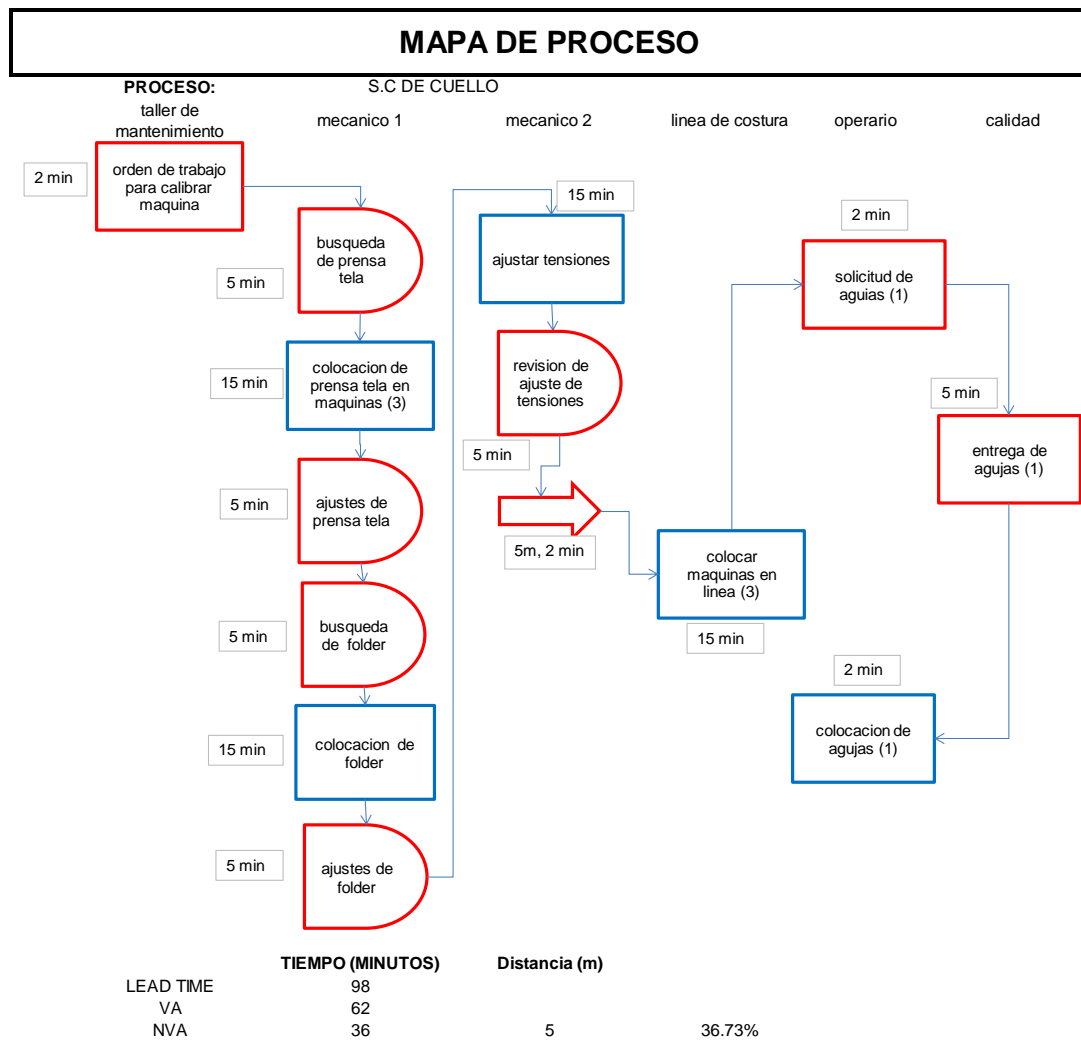 MAPA DE PROCESO
PROCESO:
S.C DE CUELLO
taller de
mantenimiento
mecanico 1
mecanico 2
linea de costura
operario
calidad
2 min
orden de trabajo
para calibrar
maquina
5 min
busqueda
de prensa
tela
15 min
colocacion de
prensa tela en
maquinas (3)
5 min
ajustes de
prensa tela
5 min
busqueda
de folder
15 min
colocacion de
folder
5 min
ajustes de
folder
15 min
ajustar tensiones
revision de
ajuste de
tensiones
5 min
5m, 2 min
colocar
maquinas en
linea (3)
15 min
2 min
solicitud de
aguias (1)
5 min
entrega de
agujas (1)
2 min
colocacion de
agujas (1)
TIEMPO (MINUTOS)
Distancia (m)
LEAD TIME
98
VA
62
NVA
36
5
36.73%